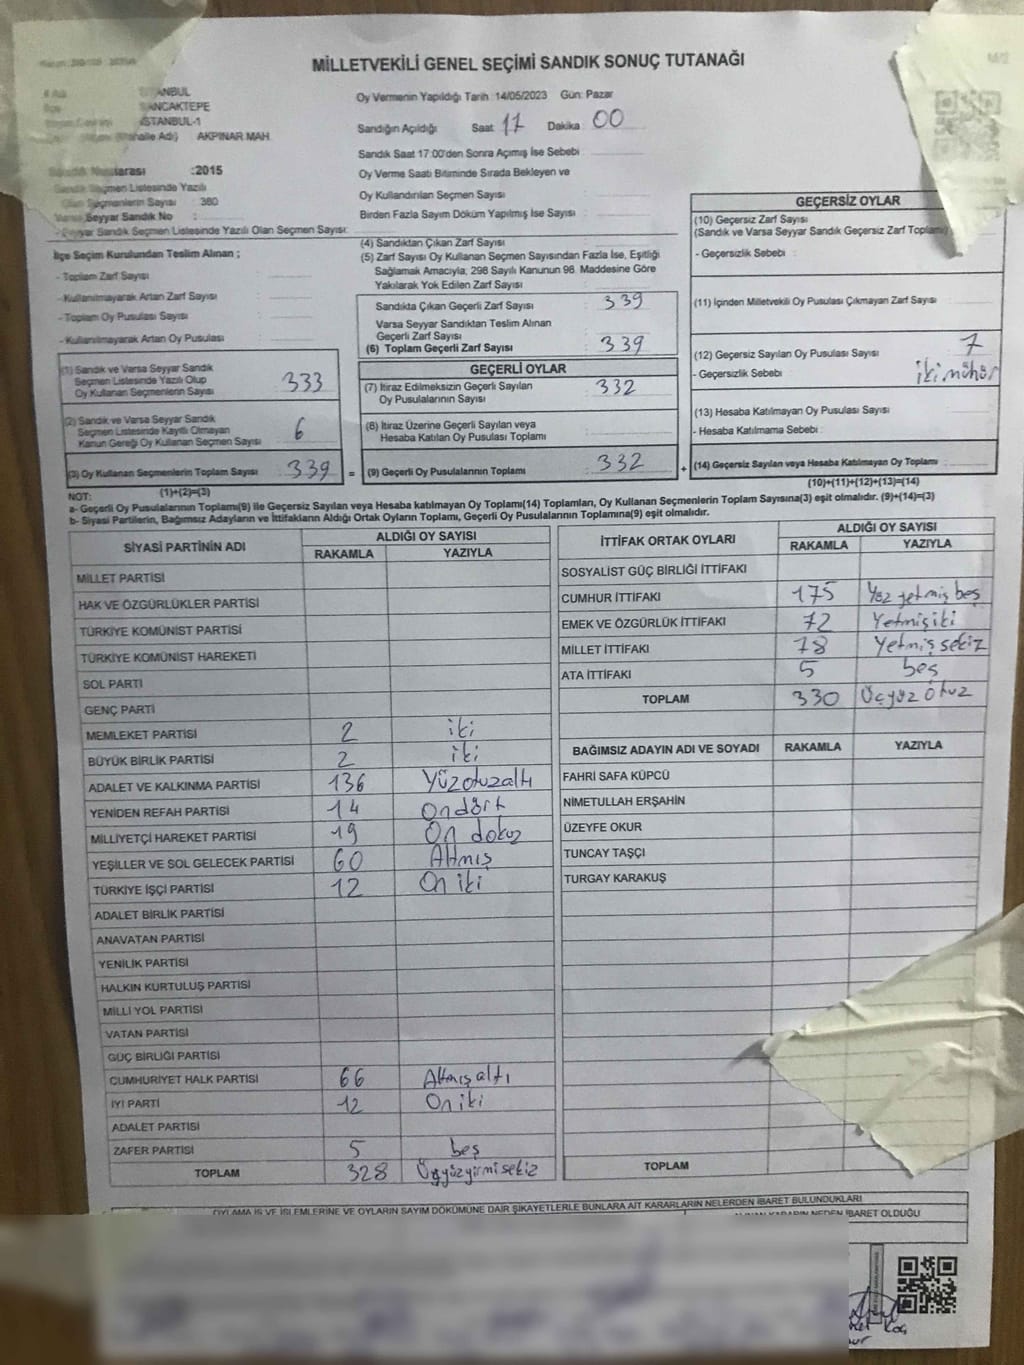 MİLLETVEKİLİ GENEL SEÇİMİ SANDIK SONUÇ TUTANAĞI
Oy Vermenin Yapıldığı Tarih :14/05/2023 Gün: Pazar
ANCAKTEPE
İSTANBUL-1
AKPINAR MAH.
Sandığın Açıldığı Saat 17 Dakika 00
Sandık Saat 17:00'den Sonra Açımış İse Sebebi
:2015
Sandık Seçmen Listesinde Yazılı
Olan Seçmenlerin Sayısı : 360
Varsa Seyyar Sandık No :
- Seyyar Sandık Seçmen Listesinde Yazılı Olan Seçmen Sayısı:
Oy Verme Saati Bitiminde Sırada Bekleyen ve
Oy Kullandırılan Seçmen Sayısı
Birden Fazla Sayım Döküm Yapılmış İse Sayısı
İlçe Seçim Kurulundan Teslim Alınan ;
- Toplam Zarf Sayısı
- Kullanılmayarak Artan Zarf Sayısı
- Toplam Oy Pusulası Sayısı
- Kullanılmayarak Artan Oy Pusulası
(4) Sandıktan Çıkan Zarf Sayısı
(5) Zarf Sayısı Oy Kullanan Seçmen Sayısından Fazla İse, Eşitliği
Sağlamak Amacıyla, 298 Sayılı Kanunun 98. Maddesine Göre
Yakılarak Yok Edilen Zarf Sayısı
Sandıkta Çıkan Geçerli Zarf Sayısı 339
Varsa Seyyar Sandıktan Teslim Alınan
Geçerli Zarf Sayısı
(6) Toplam Geçerli Zarf Sayısı 339
GEÇERSİZ OYLAR
(10) Geçersiz Zarf Sayısı
(Sandık ve Varsa Seyyar Sandık Geçersiz Zarf Toplamı)
- Geçersizlik Sebebi:
(11) İçinden Milletvekili Oy Pusulası Çıkmayan Zarf Sayısı
(12) Geçersiz Sayılan Oy Pusulası Sayısı 7
- Geçersizlik Sebebi : iki mühür
(13) Hesaba Katılmayan Oy Pusulası Sayısı
- Hesaba Katılmama Sebebi :
(14) Geçersiz Sayılan veya Hesaba Katılmayan Oy Toplamı
(10)+(11)+(12)+(13)=(14)
(1) Sandık ve Varsa Seyyar Sandık
Seçmen Listesinde Yazılı Olup
Oy Kullanan Seçmenlerin Sayısı 333
(2) Sandık ve Varsa Seyyar Sandık
Seçmen Listesinde Kayıtlı Olmayan
Kanun Gereği Oy Kullanan Seçmen Sayısı 6
(3) Oy Kullanan Seçmenlerin Toplam Sayısı 339 =
(1)+(2)=(3)
GEÇERLİ OYLAR
(7) İtiraz Edilmeksizin Geçerli Sayılan
Oy Pusulalarının Sayısı 332
(8) İtiraz Üzerine Geçerli Sayılan veya
Hesaba Katılan Oy Pusulası Toplamı
(9) Geçerli Oy Pusulalarının Toplamı 332 +
NOT:
a- Geçerli Oy Pusulalarının Toplamı(9) ile Geçersiz Sayılan veya Hesaba katılmayan Oy Toplamı(14) Toplamları, Oy Kullanan Seçmenlerin Toplam Sayısına(3) eşit olmalıdır. (9)+(14)=(3)
b- Siyasi Partilerin, Bağımsız Adayların ve İttifakların Aldığı Ortak Oyların Toplamı, Geçerli Oy Pusulalarının Toplamına(9) eşit olmalıdır.
SİYASİ PARTİNİN ADI ALDIĞI OY SAYISI
RAKAMLA YAZIYLA
MİLLET PARTİSİ
HAK VE ÖZGÜRLÜKLER PARTİSİ
TÜRKİYE KOMÜNİST PARTİSİ
TÜRKİYE KOMÜNİST HAREKETİ
SOL PARTİ
GENÇ PARTİ
MEMLEKET PARTİSİ 2 iki
BÜYÜK BİRLİK PARTİSİ 2 iki
ADALET VE KALKINMA PARTİSİ 136 Yüzotuzaltı
YENİDEN REFAH PARTİSİ 14 Ondört
MİLLİYETÇİ HAREKET PARTİSİ 19 On dokuz
YEŞİLLER VE SOL GELECEK PARTİSİ 60 Altmış
TÜRKİYE İŞÇİ PARTİSİ 12 On iki
ADALET BİRLİK PARTİSİ
ANAVATAN PARTİSİ
YENİLİK PARTİSİ
HALKIN KURTULUŞ PARTİSİ
MİLLİ YOL PARTİSİ
VATAN PARTİSİ
GÜÇ BİRLİĞİ PARTİSİ
CUMHURİYET HALK PARTİSİ 66 Altmış altı
İYİ PARTİ 12 On iki
ADALET PARTİSİ
ZAFER PARTİSİ 5 beş
TOPLAM 328 Üçyüzyirmisekiz
İTTİFAK ORTAK OYLARI ALDIĞI OY SAYISI
RAKAMLA YAZIYLA
SOSYALİST GÜÇ BİRLİĞİ İTTİFAKI
CUMHUR İTTİFAKI 175 Yüz yetmiş beş
EMEK VE ÖZGÜRLÜK İTTİFAKI 72 Yetmiş iki
MİLLET İTTİFAKI 78 Yetmiş sekiz
ATA İTTİFAKI 5 beş
TOPLAM 330 Üçyüz Otuz
BAĞIMSIZ ADAYIN ADI VE SOYADI RAKAMLA YAZIYLA
FAHRİ SAFA KÜPCÜ
NİMETULLAH ERŞAHİN
ÜZEYFE OKUR
TUNCAY TAŞÇI
TURGAY KARAKUŞ
TOPLAM
OYLAMA İŞ VE İŞLEMLERİNE VE OYLARIN SAYIM DÖKÜMÜNE DAİR ŞİKAYETLERLE BUNLARA AİT KARARLARIN NELERDEN İBARET BULUNDUKLARI
İBARET OLDUĞU